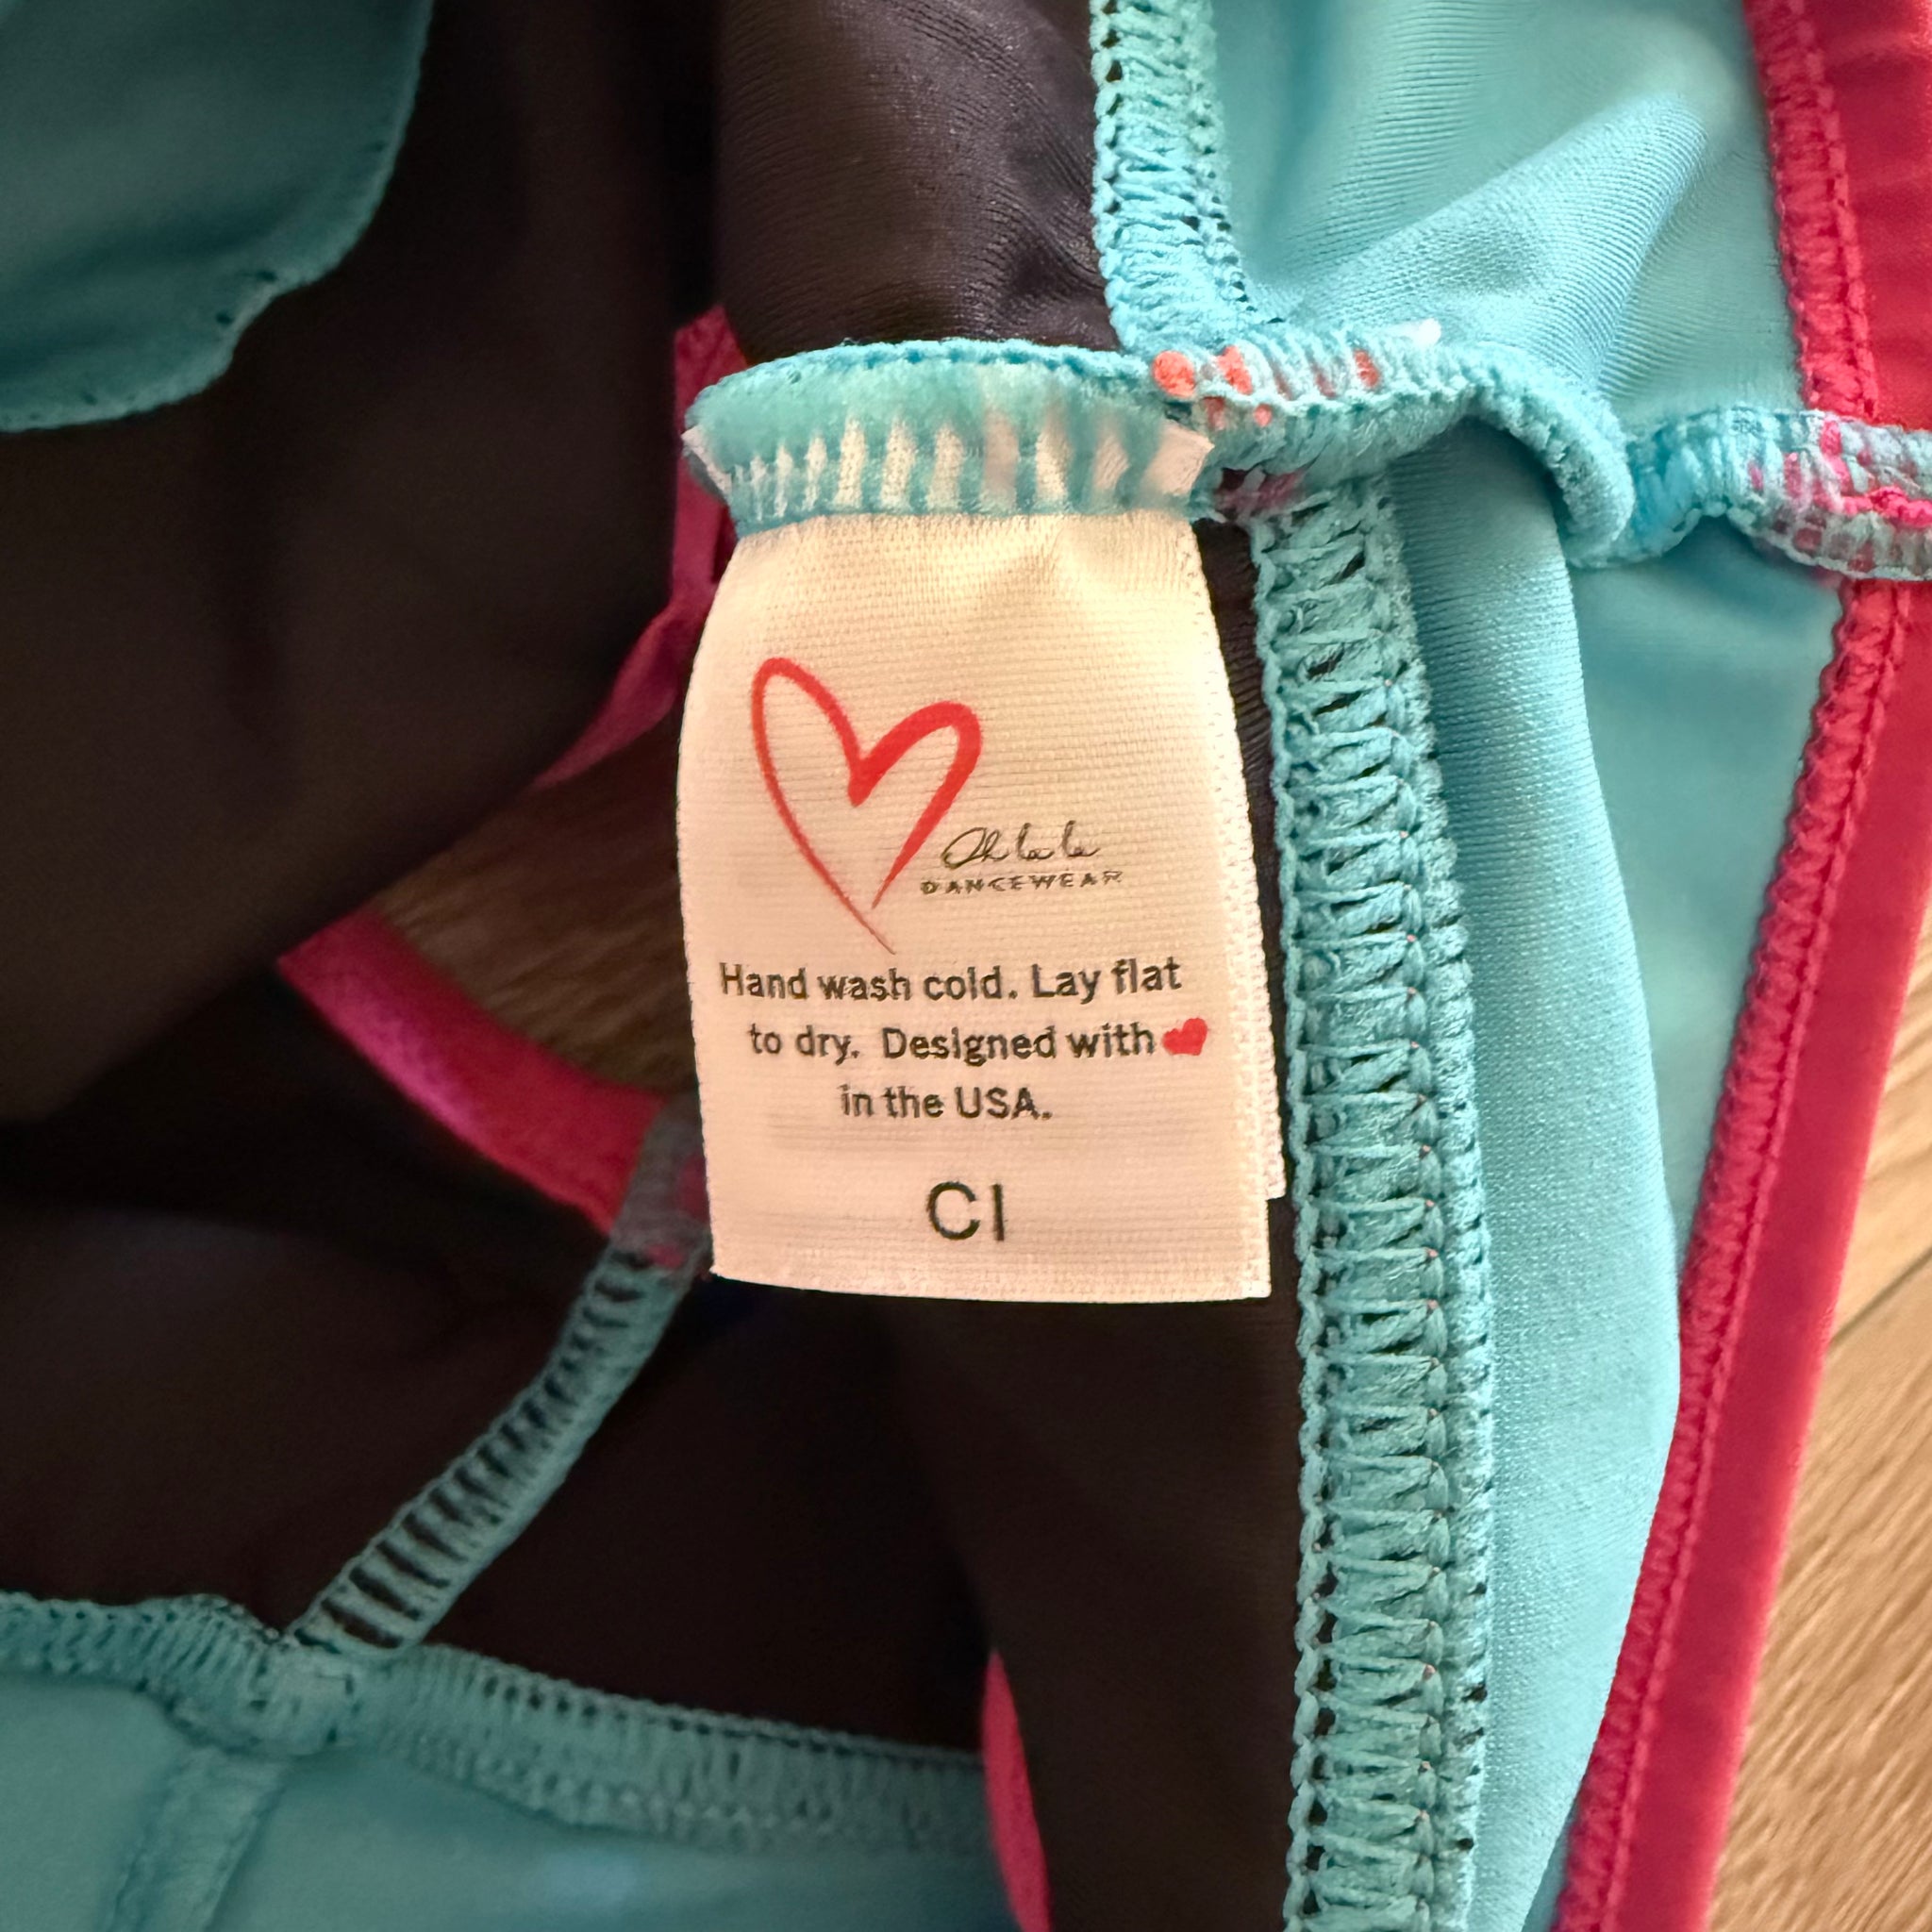 Oh la la
DANCEWEAR
Hand wash cold. Lay flat
to dry. Designed with ❤
in the USA.
CI